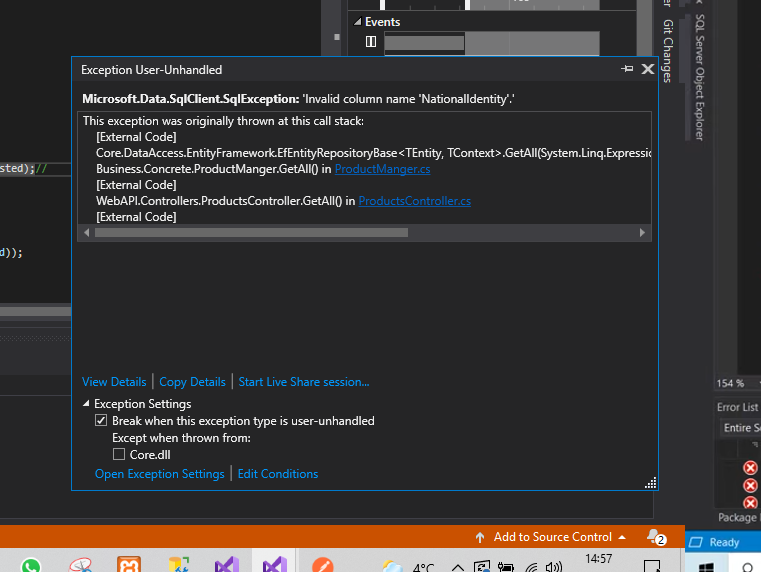 Events
Git Changes
SQL Server Object Explorer
Exception User-Unhandled
Microsoft.Data.SqlClient.SqlException: 'Invalid column name 'NationalIdentity'.'
This exception was originally thrown at this call stack:
[External Code]
Core.DataAccess.EntityFramework.EfEntityRepositoryBase<TEntity, TContext>.GetAll(System.Linq.Expressio
Business.Concrete.ProductManger.GetAll() in ProductManger.cs
[External Code]
WebAPI.Controllers.ProductsController.GetAll() in ProductsController.cs
[External Code]
sted);//
d));
View Details | Copy Details | Start Live Share session...
Exception Settings
Break when this exception type is user-unhandled
Except when thrown from:
Core.dll
Open Exception Settings | Edit Conditions
154 %
Error List
Entire S
Package
Add to Source Control
2
Ready
4°C
14:57